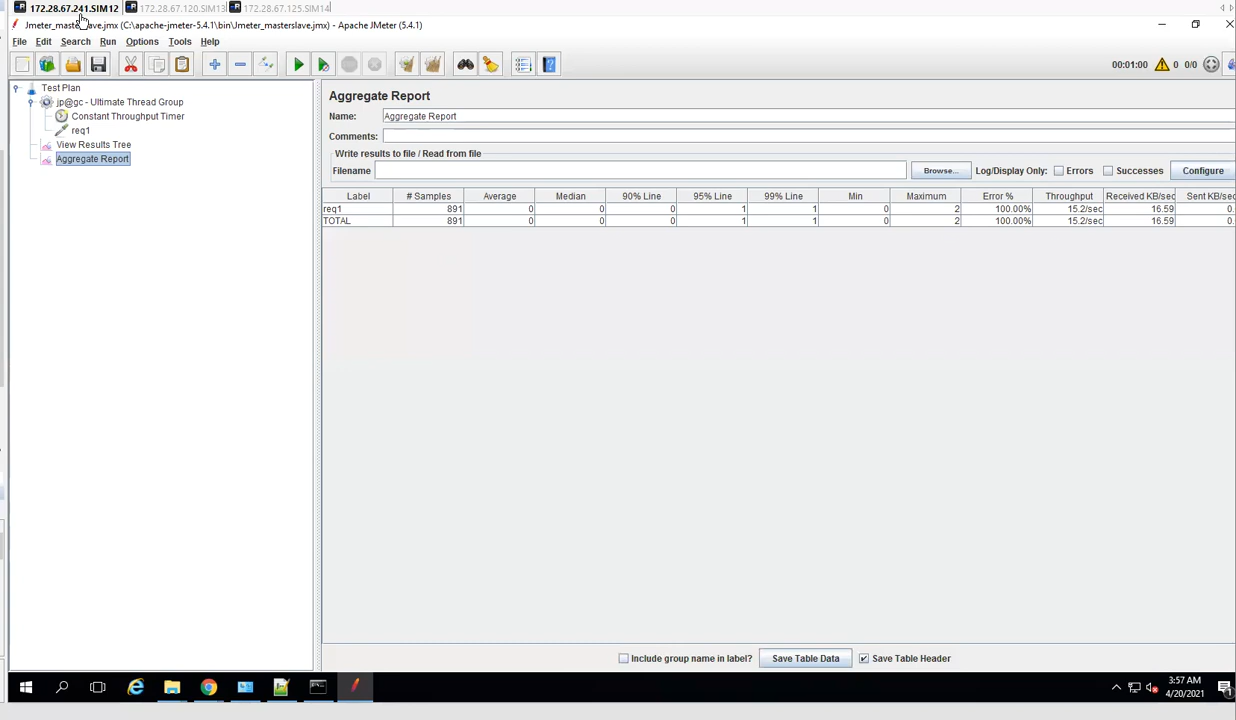 172.28.67.241.SIM12 172.28.67.120.SIM13 172.28.67.125.SIM14
Jmeter_masterslave.jmx (C:\apache-jmeter-5.4.1\bin\Jmeter_masterslave.jmx) - Apache JMeter (5.4.1)
File Edit Search Run Options Tools Help
00:01:00 0 0/0
Test Plan
jp@gc - Ultimate Thread Group
Constant Throughput Timer
req1
View Results Tree
Aggregate Report
Aggregate Report
Name: Aggregate Report
Comments:
Write results to file / Read from file
Filename Browse... Log/Display Only: Errors Successes Configure
Label # Samples Average Median 90% Line 95% Line 99% Line Min Maximum Error % Throughput Received KB/sec Sent KB/sec
req1 891 0 0 0 1 1 0 2 100.00% 15.2/sec 16.59 0.
TOTAL 891 0 0 0 1 1 0 2 100.00% 15.2/sec 16.59 0.
Include group name in label? Save Table Data Save Table Header
3:57 AM
4/20/2021